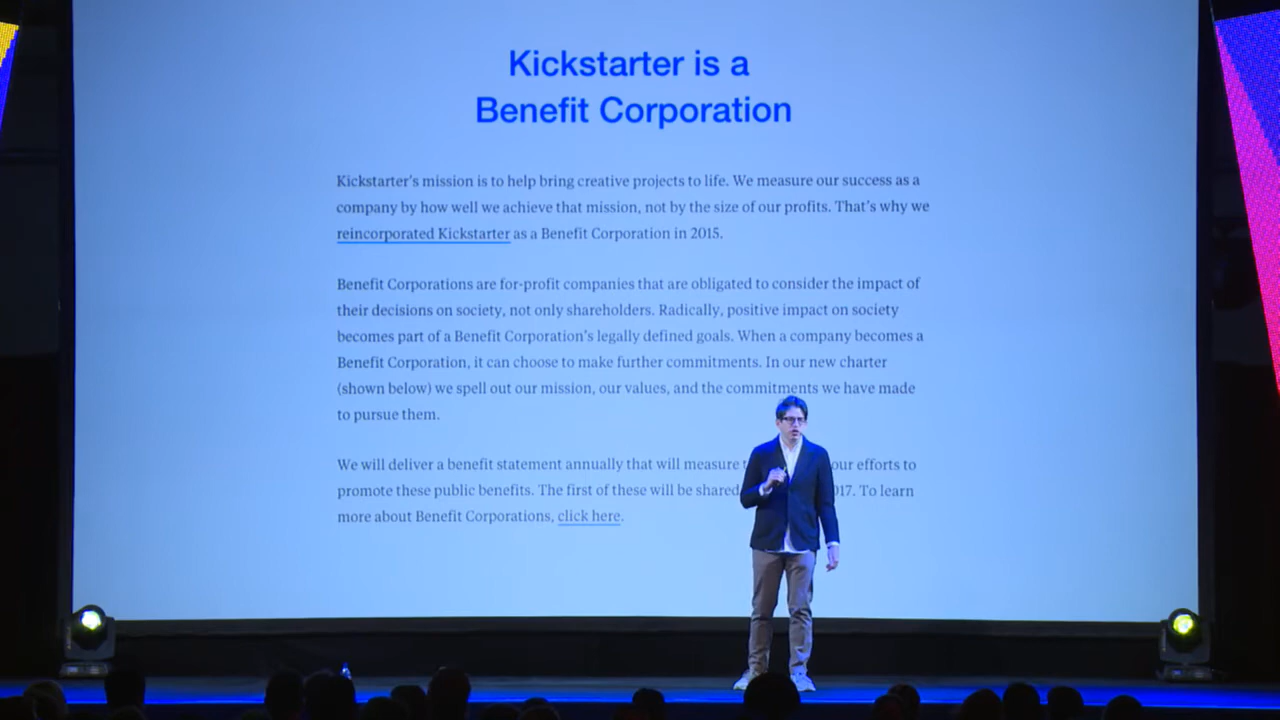 Kickstarter is a
Benefit Corporation
Kickstarter’s mission is to help bring creative projects to life. We measure our success as a
company by how well we achieve that mission, not by the size of our profits. That’s why we
reincorporated Kickstarter as a Benefit Corporation in 2015.
Benefit Corporations are for-profit companies that are obligated to consider the impact of
their decisions on society, not only shareholders. Radically, positive impact on society
becomes part of a Benefit Corporation’s legally defined goals. When a company becomes a
Benefit Corporation, it can choose to make further commitments. In our new charter
(shown below) we spell out our mission, our values, and the commitments we have made
to pursue them.
We will deliver a benefit statement annually that will measure our efforts to
promote these public benefits. The first of these will be shared 017. To learn
more about Benefit Corporations, click here.